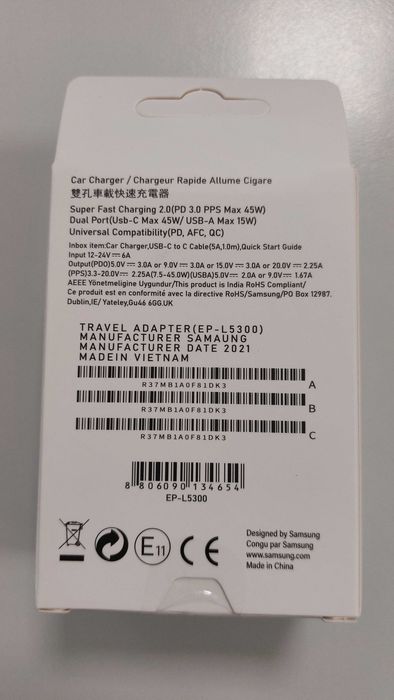 Car Charger / Chargeur Rapide Allume Cigare
雙孔車載快速充電器
Super Fast Charging 2.0(PD 3.0 PPS Max 45W)
Dual Port(Usb-C Max 45W/ USB-A Max 15W)
Universal Compatibility(PD, AFC, QC)
Inbox item:Car Charger,USB-C to C Cable(5A,1.0m),Quick Start Guide
Input 12-24V⎓6A
Output(PDO)5.0V⎓3.0A or 9.0V⎓3.0A or 15.0V⎓3.0A or 20.0V⎓2.25A
(PPS)3.3-20.0V⎓2.25A(7.5-45.0W)(USBA)5.0V⎓2.0A or 9.0V⎓1.67A
AEEE Yönetmeligine Uygundur/This product is India RoHS Compliant/
Ce produit est en conformité avec la directive RoHS/Samsung/PO Box 12987.
Dublin,IE/ Yateley,Gu46 6GG.UK
TRAVEL ADAPTER(EP-L5300)
MANUFACTURER SAMAUNG
MANUFACTURER DATE 2021
MADEIN VIETNAM
R37MB1A0F81DK3 A
R37MB1A0F81DK3 B
R37MB1A0F81DK3 C
8 806090 134654
EP-L5300
E11 CE
Designed by Samsung
Congu par Samsung
www.samsung.com
Made in China